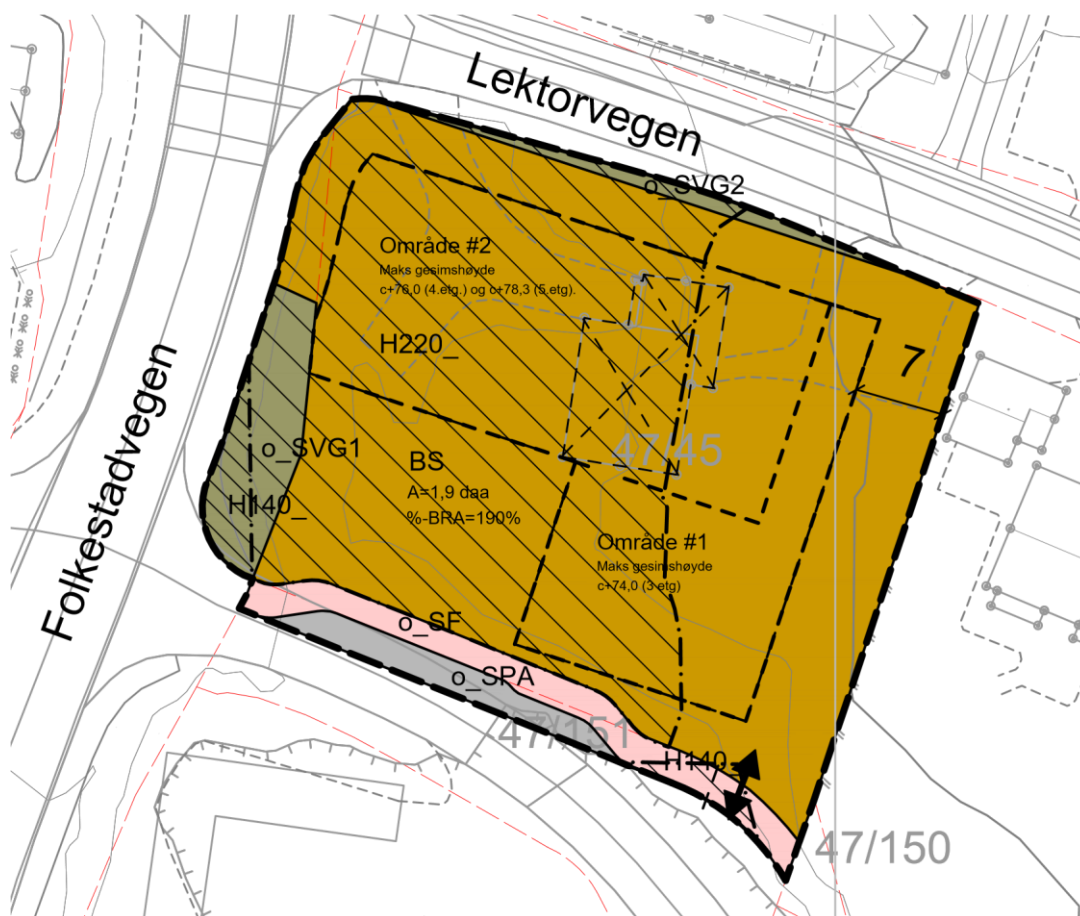 Lektorvegen
o_SVG2
Område #2
Maks gesimshøyde
c+76,0 (4.etg.) og c+78,3 (5.etg).
H220_
7
Folkestadvegen
o_SVG1
47/45
BS
A=1,9 daa
%-BRA=190%
H140_
Område #1
Maks gesimshøyde
c+74,0 (3 etg)
o_SF
o_SPA
47/151
H140_
47/150